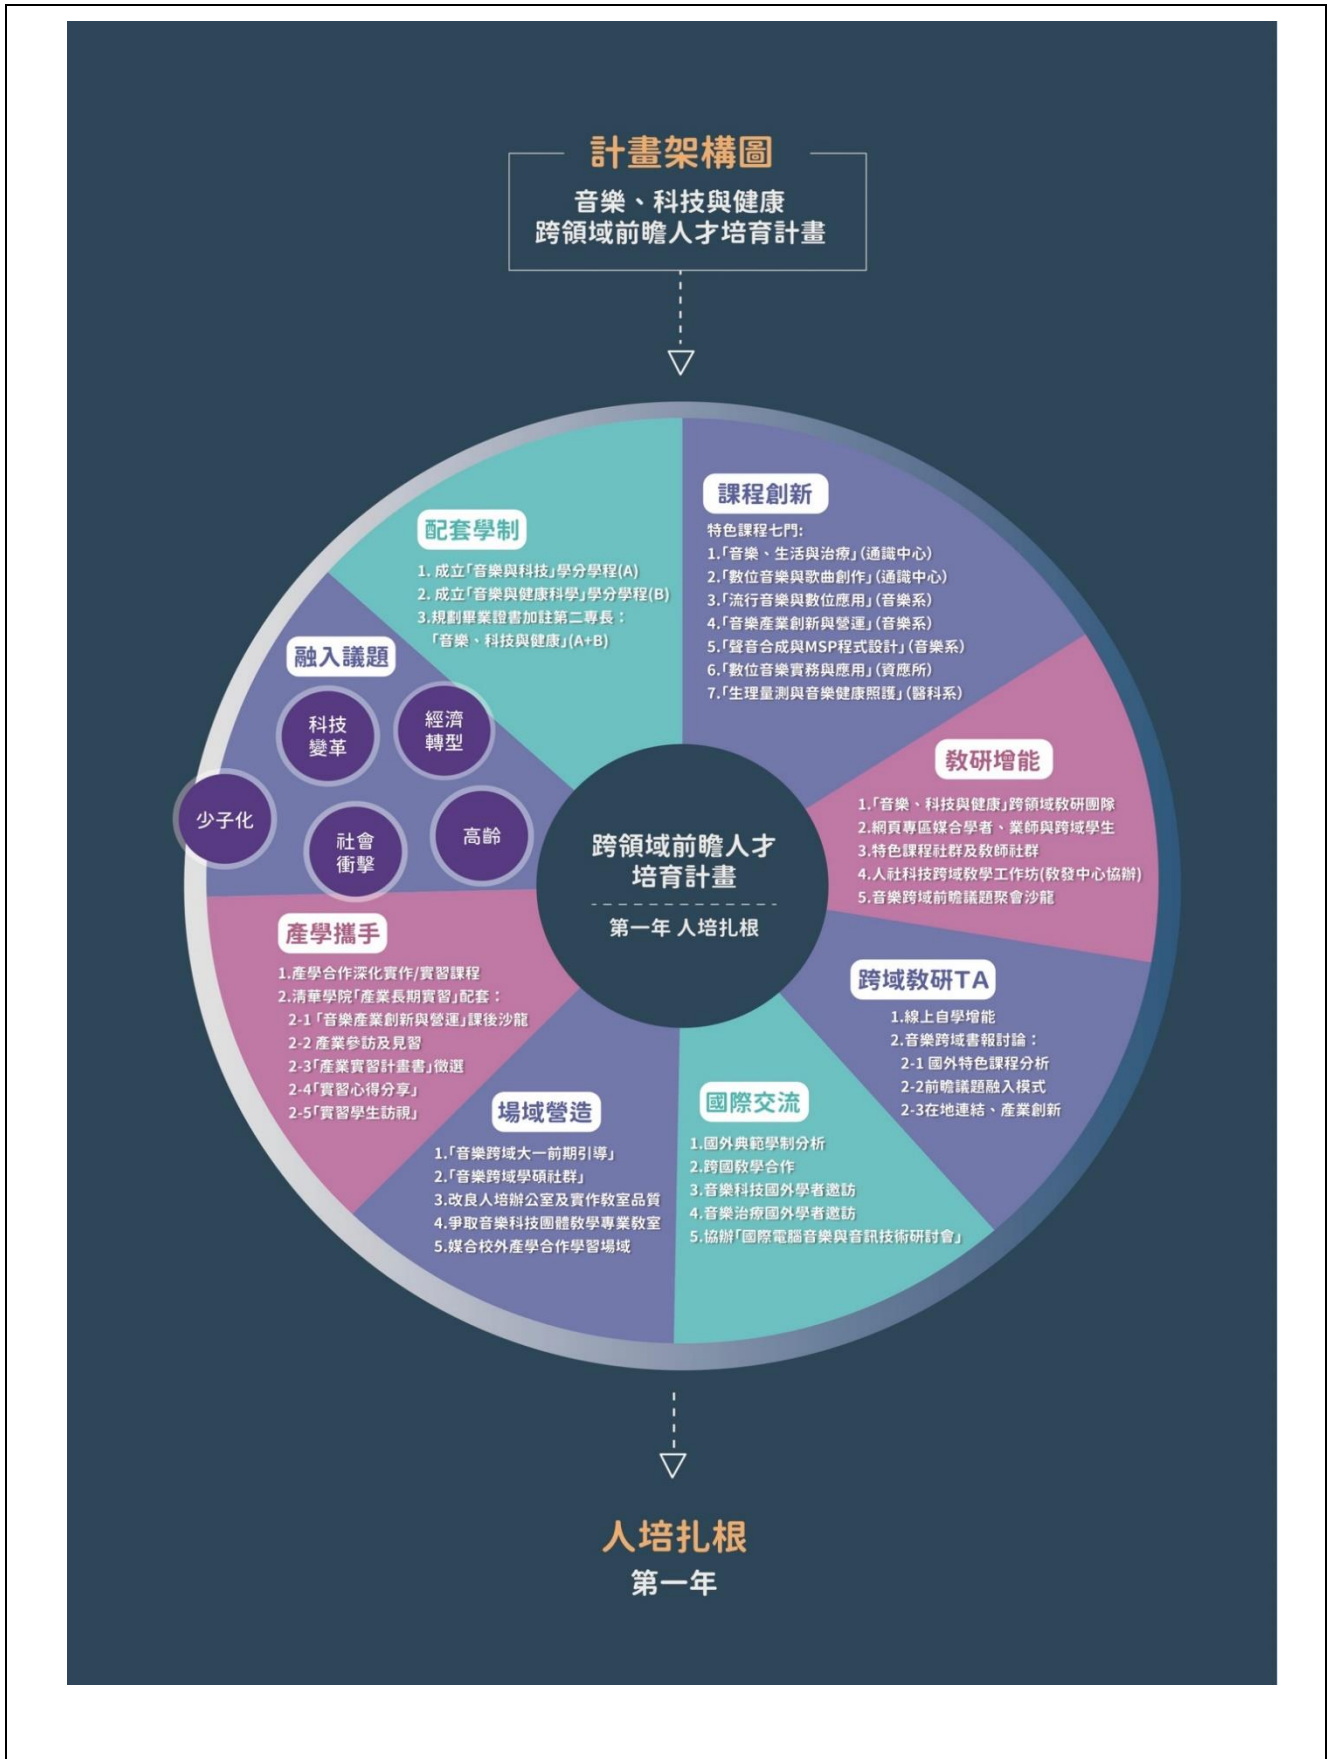 計畫架構圖
音樂、科技與健康
跨領域前瞻人才培育計畫
課程創新
特色課程七門:
1.「音樂、生活與治療」(通識中心)
2.「數位音樂與歌曲創作」(通識中心)
3.「流行音樂與數位應用」(音樂系)
4.「音樂產業創新與營運」(音樂系)
5.「聲音合成與MSP程式設計」(音樂系)
6.「數位音樂實務與應用」(資應所)
7.「生理量測與音樂健康照護」(醫科系)
教研增能
1.「音樂、科技與健康」跨領域教研團隊
2.網頁專區媒合學者、業師與跨域學生
3.特色課程社群及教師社群
4.人社科技跨域教學工作坊(教發中心協辦)
5.音樂跨域前瞻議題聚會沙龍
跨域教研TA
1.線上自學增能
2.音樂跨域書報討論：
2-1 國外特色課程分析
2-2前瞻議題融入模式
2-3在地連結、產業創新
國際交流
1.國外典範學制分析
2.跨國教學合作
3.音樂科技國外學者邀訪
4.音樂治療國外學者邀訪
5.協辦「國際電腦音樂與音訊技術研討會」
場域營造
1.「音樂跨域大一前期引導」
2.「音樂跨域學碩社群」
3.改良人培辦公室及實作教室品質
4.爭取音樂科技團體教學專業教室
5.媒合校外產學合作學習場域
產學攜手
1.產學合作深化實作/實習課程
2.清華學院「產業長期實習」配套：
2-1「音樂產業創新與營運」課後沙龍
2-2 產業參訪及見習
2-3「產業實習計畫書」徵選
2-4「實習心得分享」
2-5「實習學生訪視」
融入議題
科技
變革
經濟
轉型
少子化
社會
衝擊
高齡
配套學制
1. 成立「音樂與科技」學分學程(A)
2. 成立「音樂與健康科學」學分學程(B)
3.規劃畢業證書加註第二專長：
「音樂、科技與健康」(A+B)
跨領域前瞻人才
培育計畫
第一年 人培扎根
人培扎根
第一年